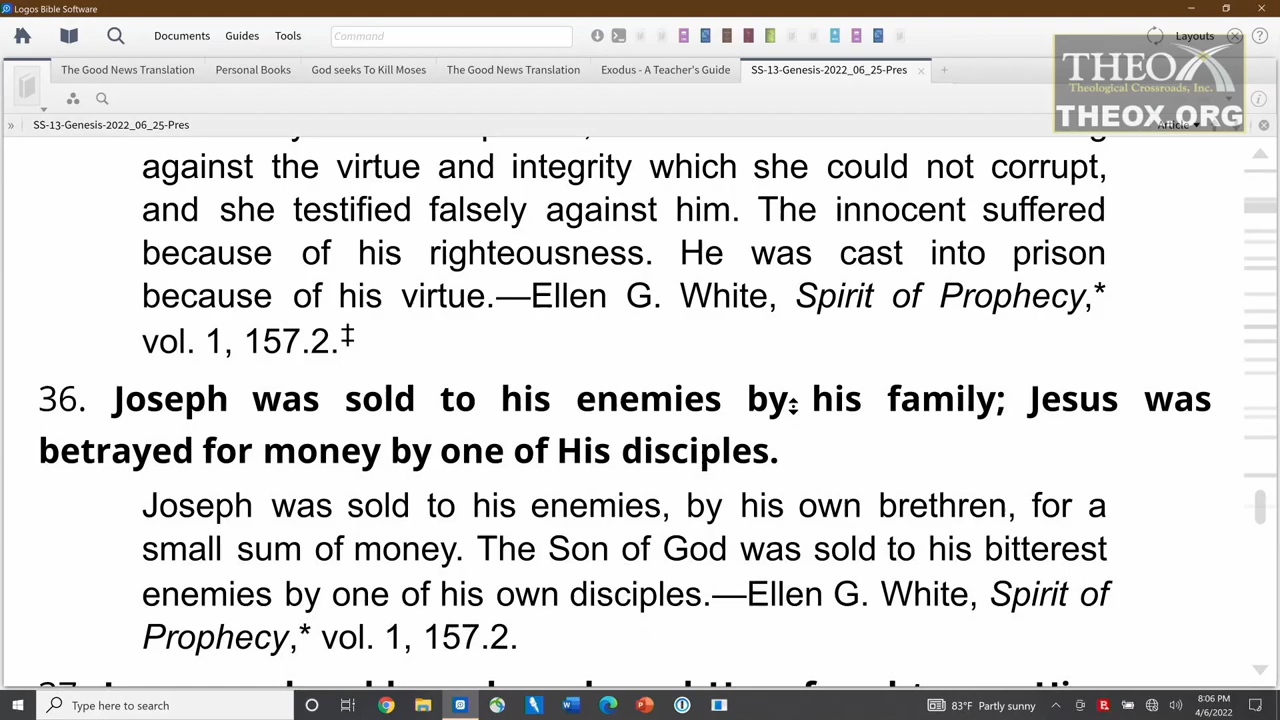 Logos Bible Software
Documents Guides Tools Command Layouts
The Good News Translation Personal Books God seeks To Kill The Good News Translation Exodus - A Teacher's Guide SS-13-Genesis-2022_06_25-Pres
THEOX
Theological Crossroads, Inc.
THEOX.ORG
SS-13-Genesis-2022_06_25-Pres Article
against the virtue and integrity which she could not corrupt,
and she testified falsely against him. The innocent suffered
because of his righteousness. He was cast into prison
because of his virtue.—Ellen G. White, Spirit of Prophecy,*
vol. 1, 157.2.‡
36. Joseph was sold to his enemies by his family; Jesus was
betrayed for money by one of His disciples.
Joseph was sold to his enemies, by his own brethren, for a
small sum of money. The Son of God was sold to his bitterest
enemies by one of his own disciples.—Ellen G. White, Spirit of
Prophecy,* vol. 1, 157.2.
Type here to search
83°F Partly sunny
8:06 PM
4/6/2022